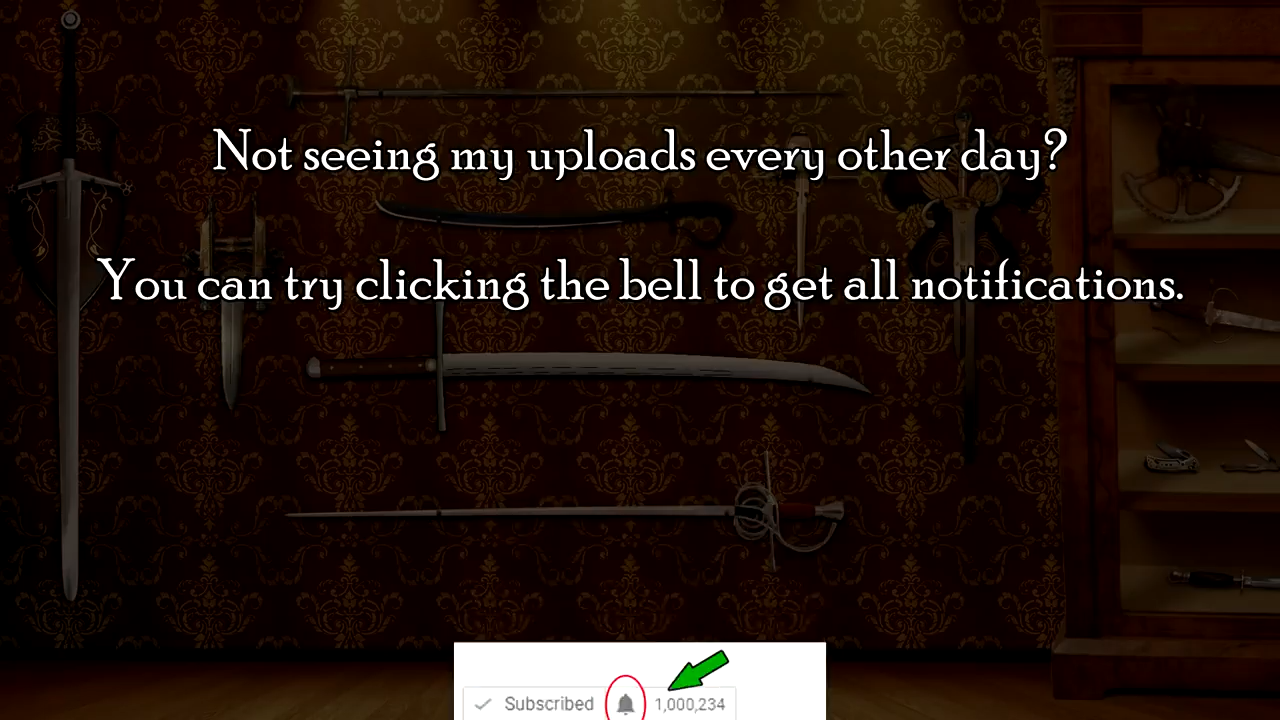 Not seeing my uploads every other day?
You can try clicking the bell to get all notifications.
Subscribed 1,000,234